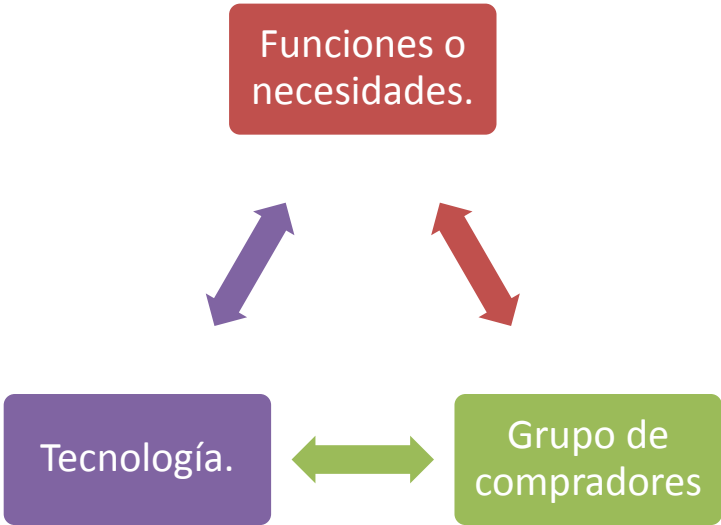 Funciones o
necesidades.
Tecnología.
Grupo de
compradores